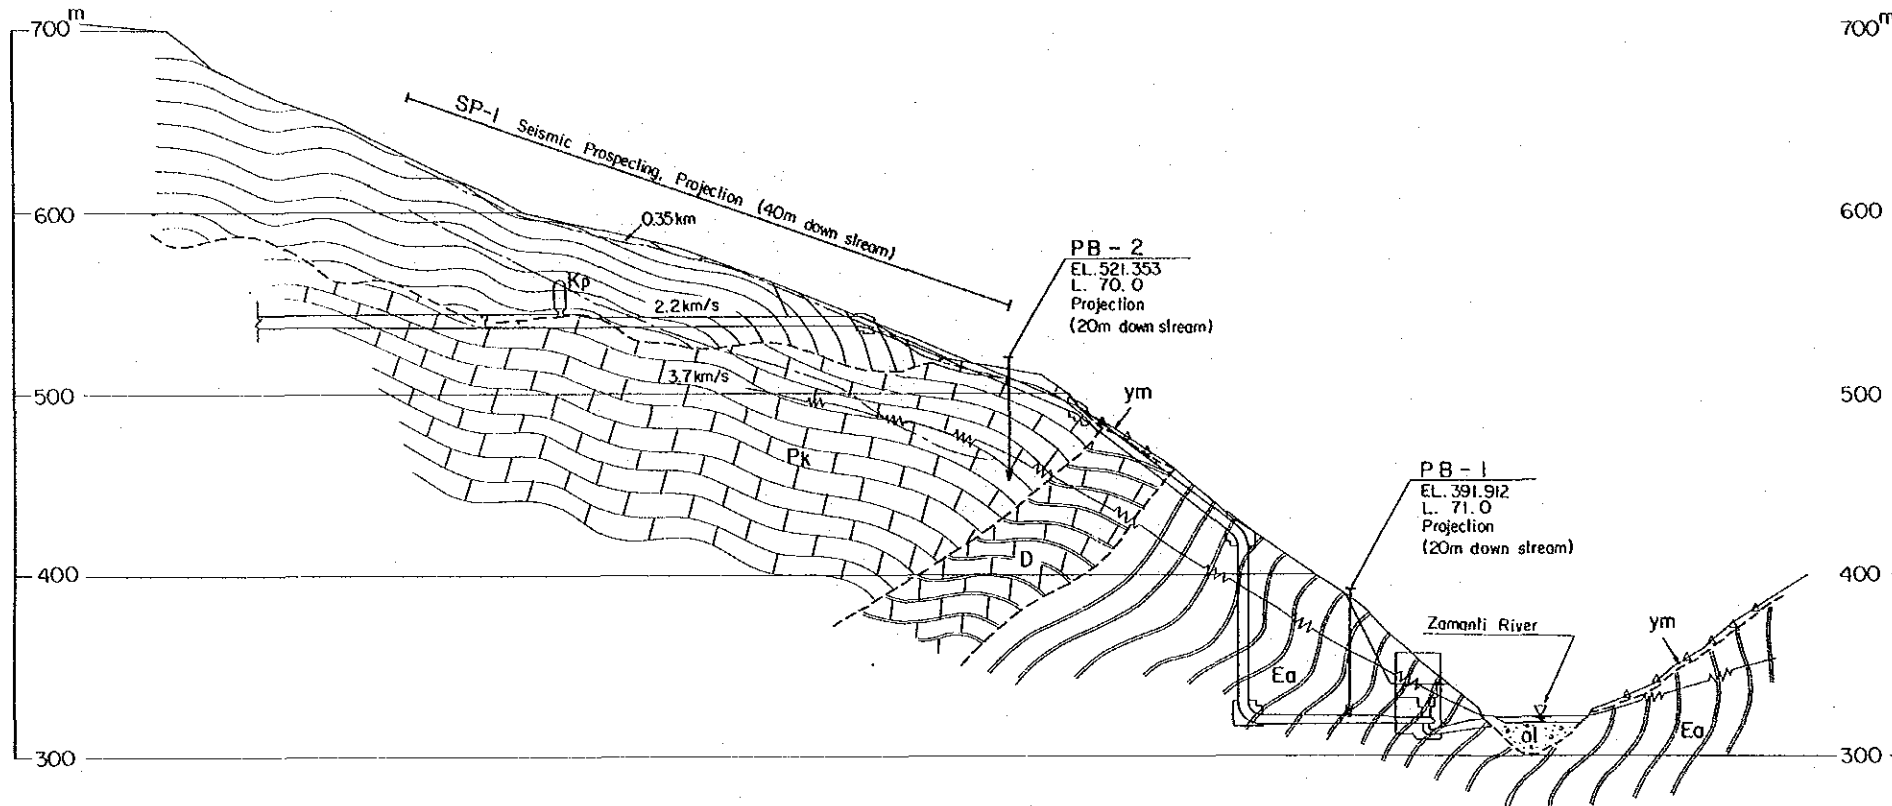 700m
700m
SP-1 Seismic Prospecting, Projection (40m down stream)
600
600
0.35km
PB-2
EL.521.353
L. 70.0
Projection
(20m down stream)
Kp
2.2km/s
3.7km/s
500
500
ym
Pk
PB-1
EL.391.912
L. 71.0
Projection
(20m down stream)
D
400
400
Zamanti River
ym
Ea
al
Ea
300
300